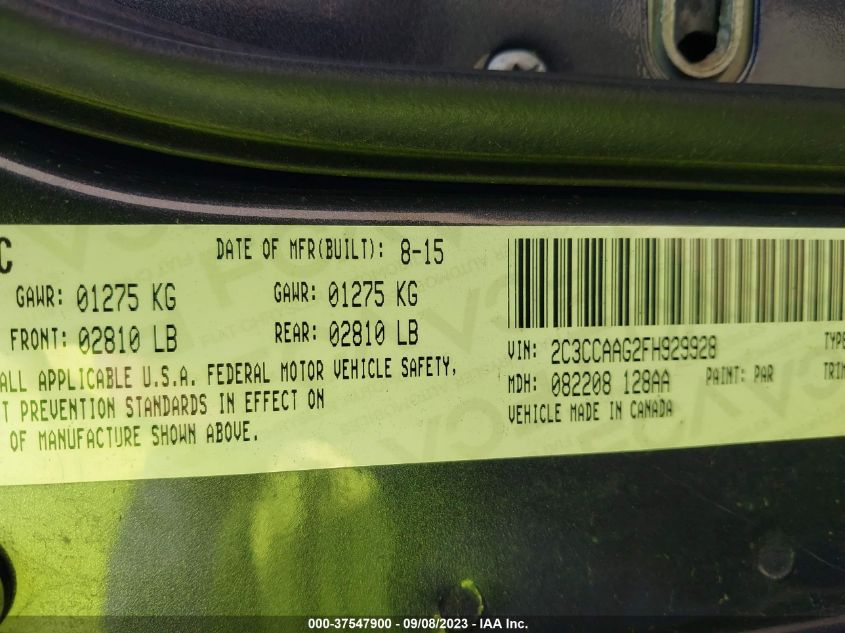 C
DATE OF MFR(BUILT): 8-15
GAWR: 01275 KG GAWR: 01275 KG
FRONT: 02810 LB REAR: 02810 LB
ALL APPLICABLE U.S.A. FEDERAL MOTOR VEHICLE SAFETY,
T PREVENTION STANDARDS IN EFFECT ON
OF MANUFACTURE SHOWN ABOVE.
VIN: 2C3CCAAG2FH929928 TYPE
MDH: 082208 128AA PAINT: PAR TRIM
VEHICLE MADE IN CANADA
000-37547900 - 09/08/2023 - IAA Inc.